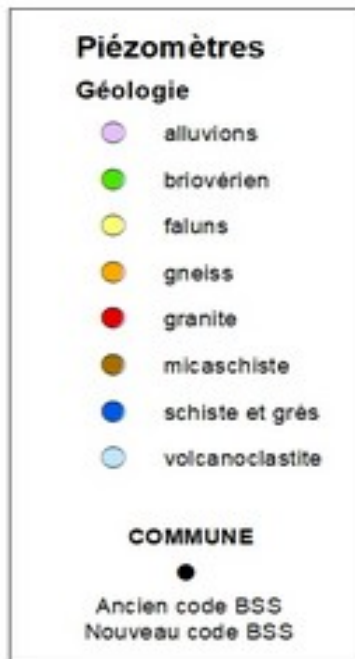 Piézomètres
Géologie
alluvions
briovérien
faluns
gneiss
granite
micaschiste
schiste et grès
volcanoclastite
COMMUNE
Ancien code BSS
Nouveau code BSS